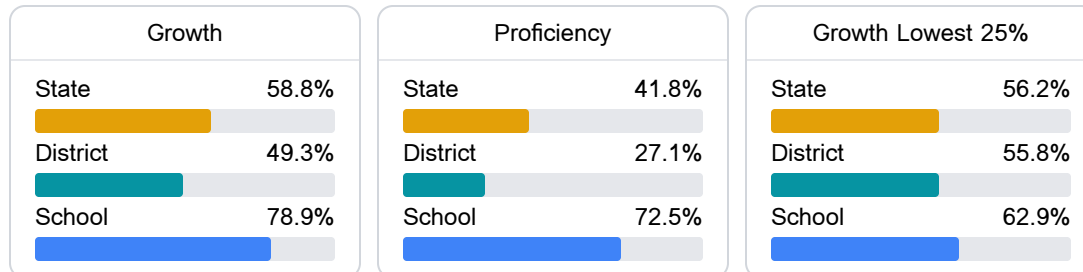 Growth
State 58.8%
District 49.3%
School 78.9%
Proficiency
State 41.8%
District 27.1%
School 72.5%
Growth Lowest 25%
State 56.2%
District 55.8%
School 62.9%